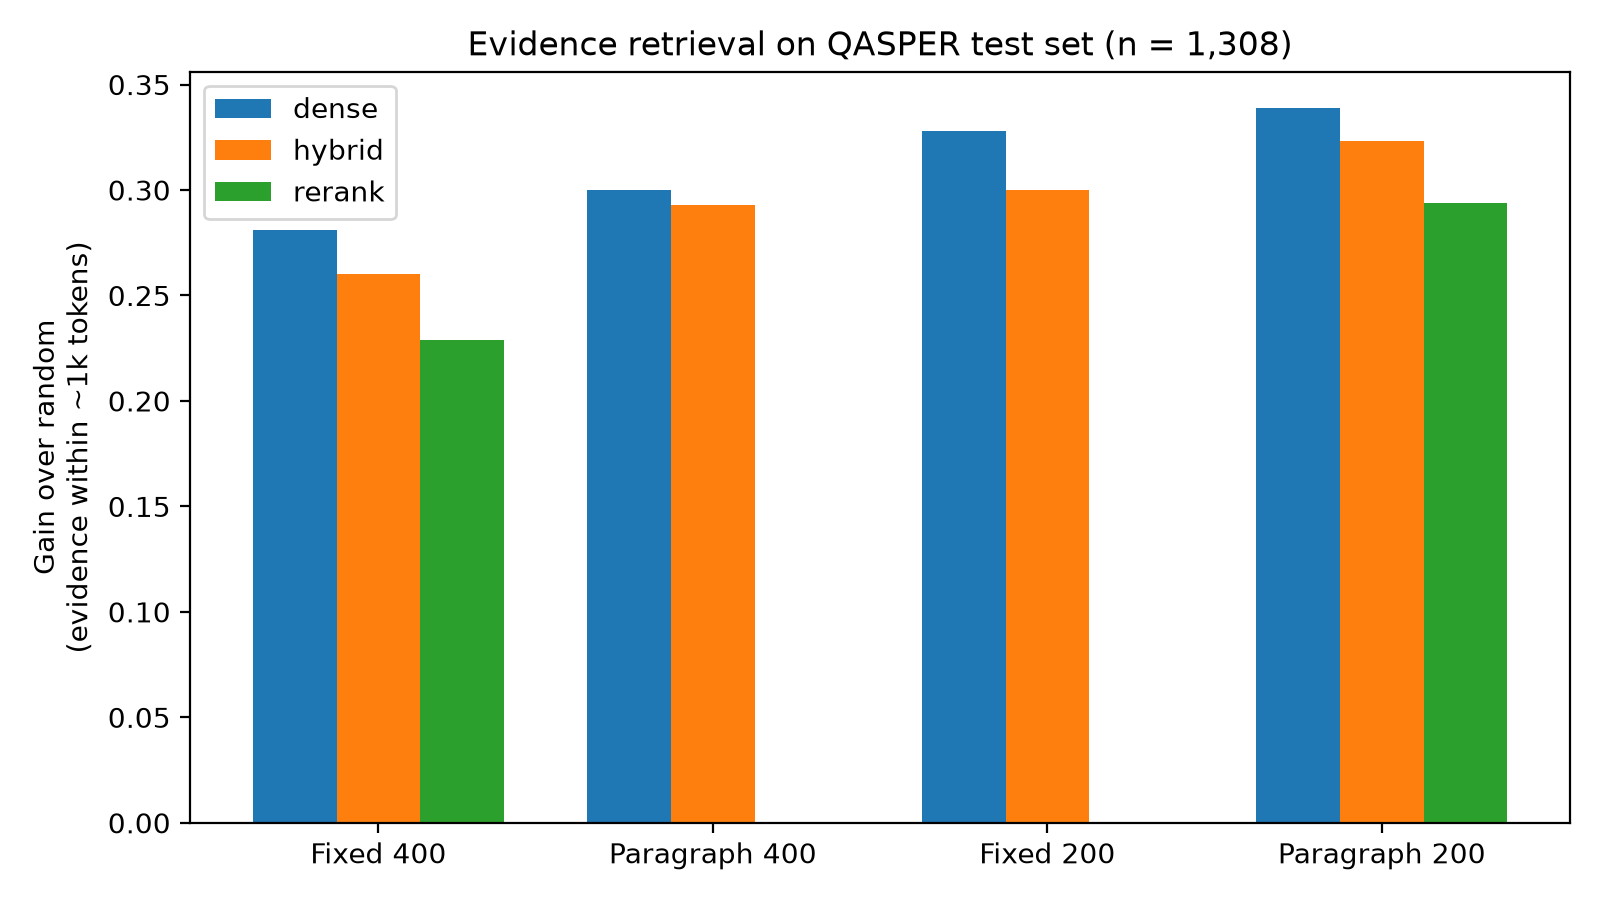 Evidence retrieval on QASPER test set (n = 1,308)
dense
hybrid
rerank
Gain over random
(evidence within ~1k tokens)
0.35
0.30
0.25
0.20
0.15
0.10
0.05
0.00
Fixed 400
Paragraph 400
Fixed 200
Paragraph 200